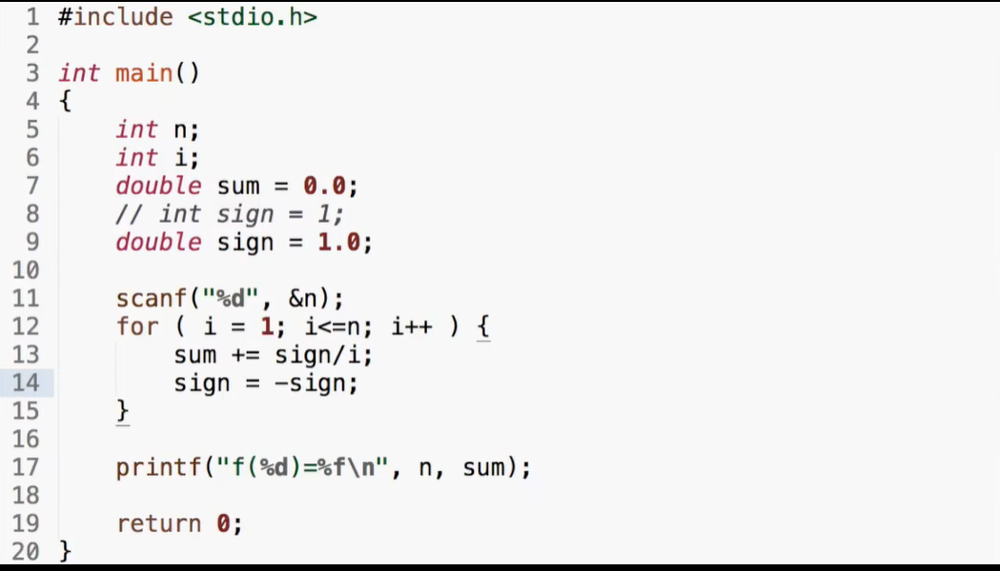 1 #include <stdio.h>
2
3 int main()
4 {
5     int n;
6     int i;
7     double sum = 0.0;
8     // int sign = 1;
9     double sign = 1.0;
10
11     scanf("%d", &n);
12     for ( i = 1; i<=n; i++ ) {
13         sum += sign/i;
14         sign = -sign;
15     }
16
17     printf("f(%d)=%f\n", n, sum);
18
19     return 0;
20 }